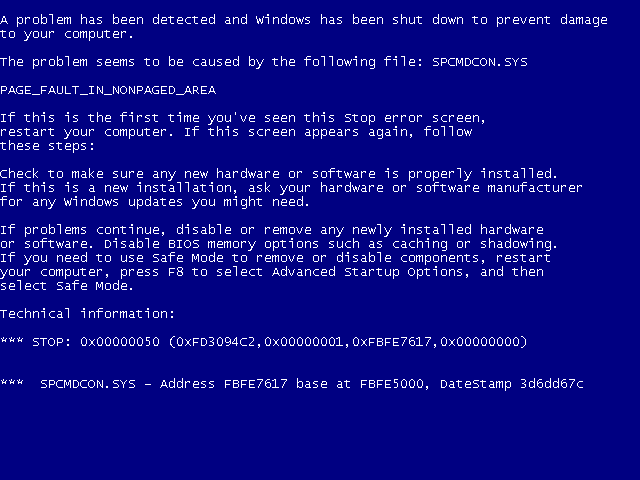 A problem has been detected and Windows has been shut down to prevent damage
to your computer.
The problem seems to be caused by the following file: SPCMDCON.SYS
PAGE_FAULT_IN_NONPAGED_AREA
If this is the first time you've seen this Stop error screen,
restart your computer. If this screen appears again, follow
these steps:
Check to make sure any new hardware or software is properly installed.
If this is a new installation, ask your hardware or software manufacturer
for any Windows updates you might need.
If problems continue, disable or remove any newly installed hardware
or software. Disable BIOS memory options such as caching or shadowing.
If you need to use Safe Mode to remove or disable components, restart
your computer, press F8 to select Advanced Startup Options, and then
select Safe Mode.
Technical information:
*** STOP: 0x00000050 (0xFD3094C2,0x00000001,0xFBFE7617,0x00000000)
*** SPCMDCON.SYS – Address FBFE7617 base at FBFE5000, DateStamp 3d6dd67c